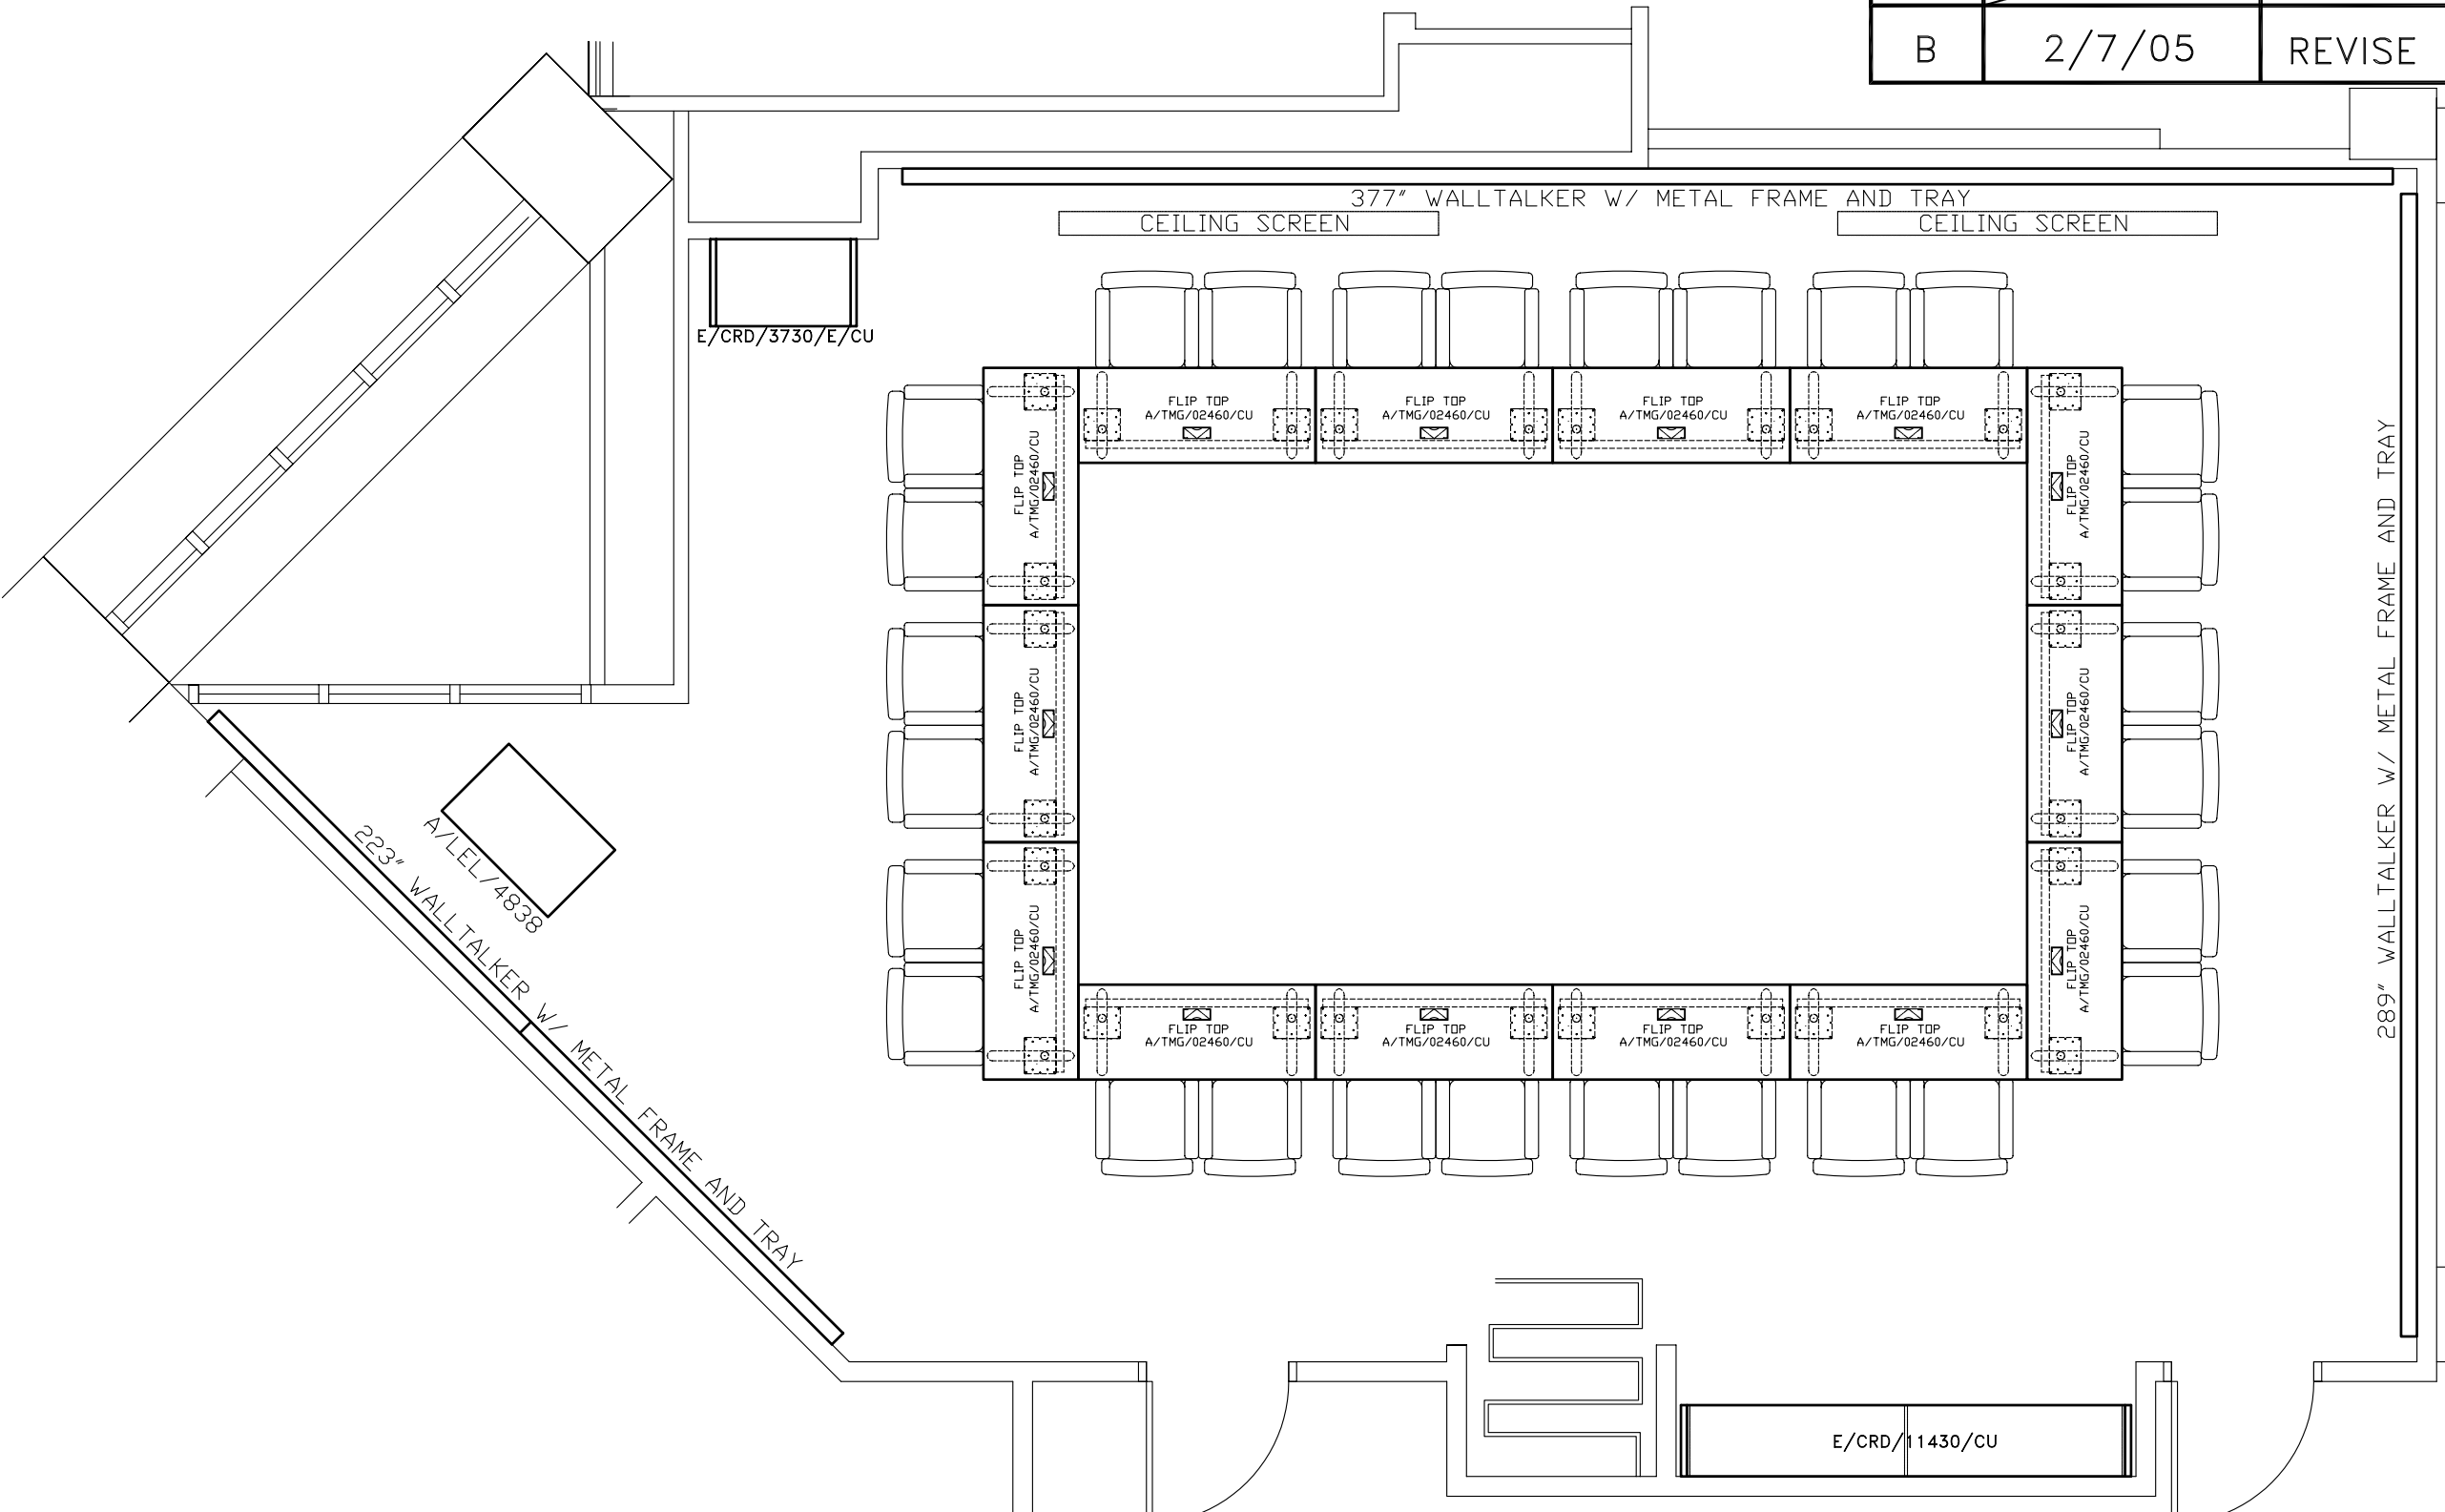 B 2/7/05 REVISE
377" WALLTALKER W/ METAL FRAME AND TRAY
CEILING SCREEN
CEILING SCREEN
E/CRD/3730/E/CU
FLIP TOP
A/TMG/02460/CU
FLIP TOP
A/TMG/02460/CU
FLIP TOP
A/TMG/02460/CU
FLIP TOP
A/TMG/02460/CU
FLIP TOP
A/TMG/02460/CU
FLIP TOP
A/TMG/02460/CU
FLIP TOP
A/TMG/02460/CU
FLIP TOP
A/TMG/02460/CU
FLIP TOP
A/TMG/02460/CU
FLIP TOP
A/TMG/02460/CU
289" WALLTALKER W/ METAL FRAME AND TRAY
A/LEL/4838
223" WALLTALKER W/ METAL FRAME AND TRAY
FLIP TOP
A/TMG/02460/CU
FLIP TOP
A/TMG/02460/CU
FLIP TOP
A/TMG/02460/CU
FLIP TOP
A/TMG/02460/CU
E/CRD/11430/CU